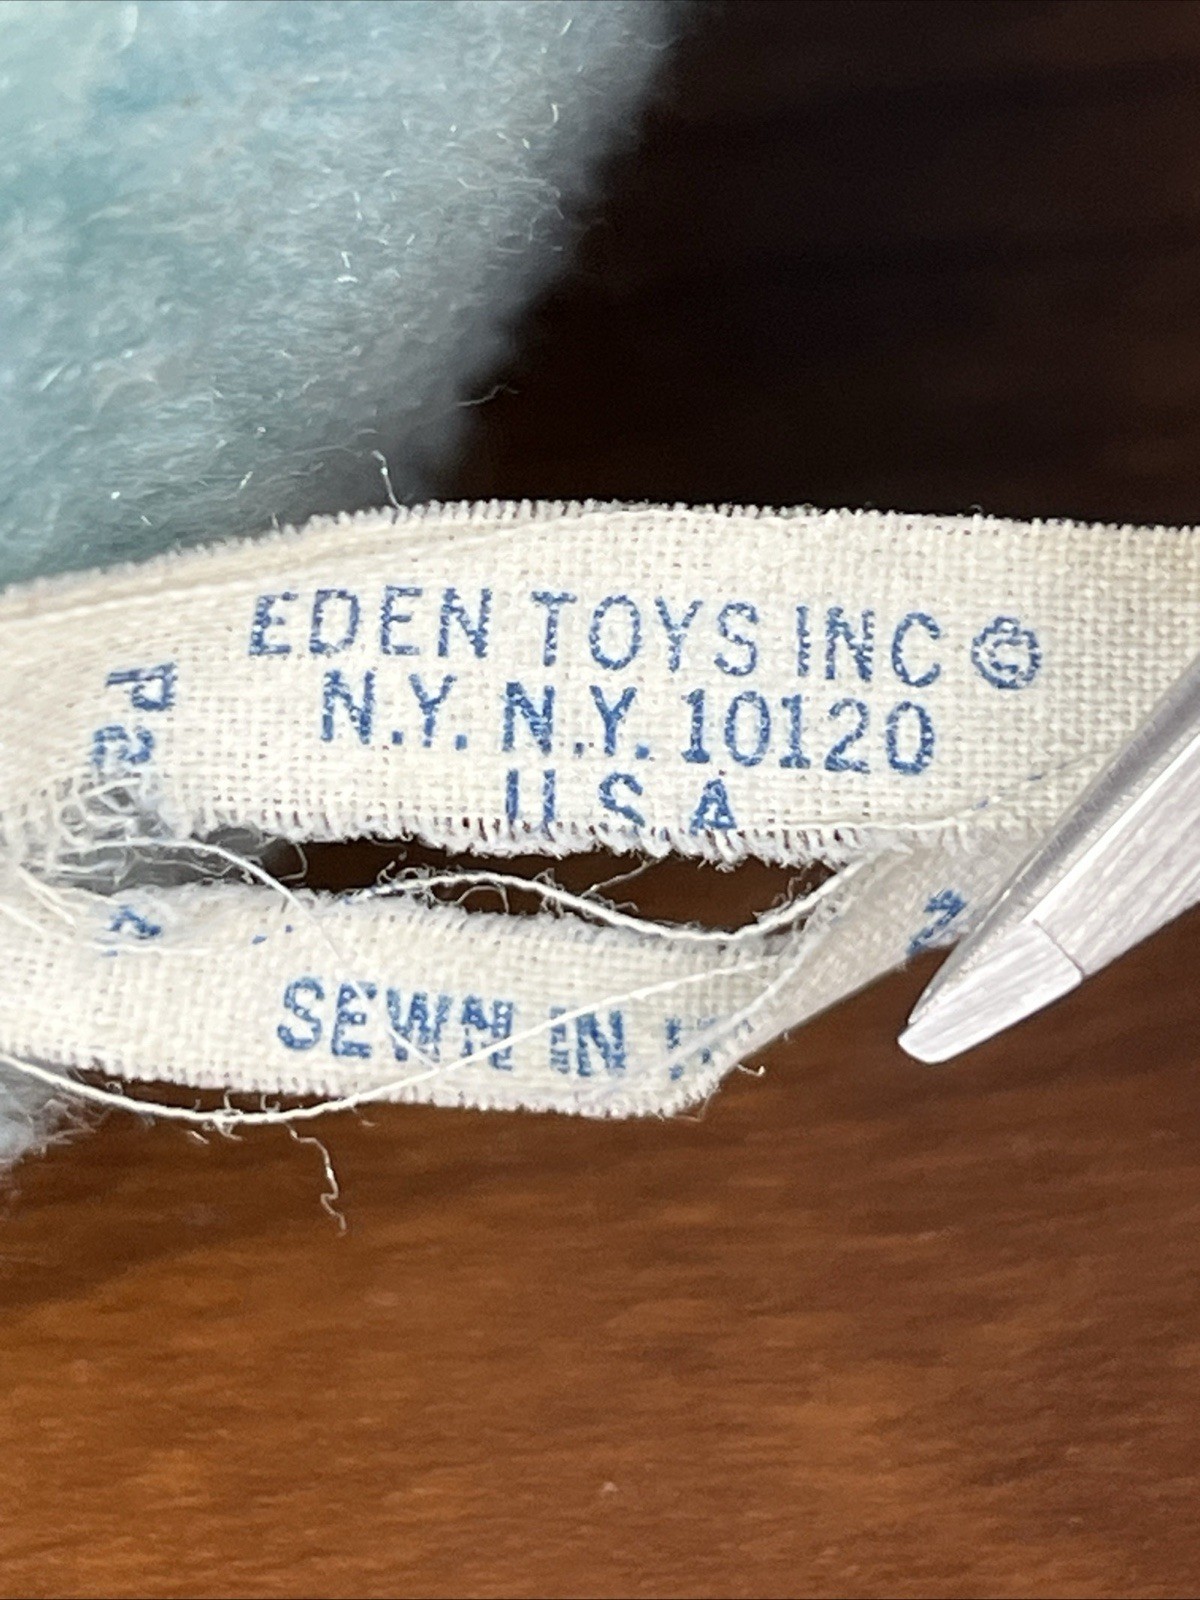 EDEN TOYS INC ©
N.Y. N.Y. 10120
U S A
SEWN IN